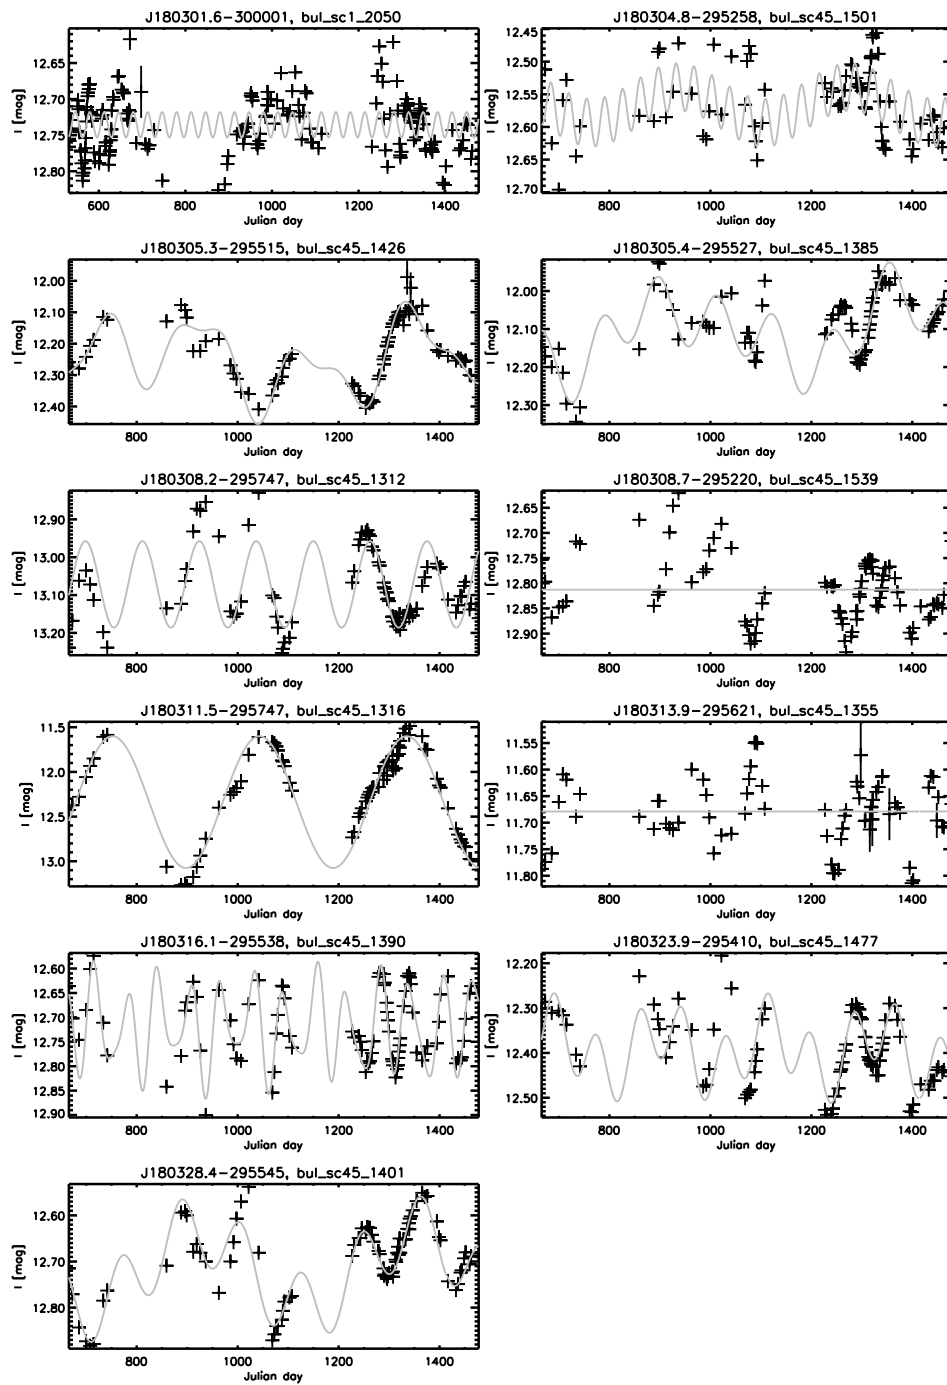 J180301.6-300001, bul_sc1_2050
I [mag]
12.65
12.70
12.75
12.80
600
800
1000
1200
1400
Julian day
J180304.8-295258, bul_sc45_1501
I [mag]
12.45
12.50
12.55
12.60
12.65
12.70
800
1000
1200
1400
Julian day
J180305.3-295515, bul_sc45_1426
I [mag]
12.00
12.10
12.20
12.30
12.40
800
1000
1200
1400
Julian day
J180305.4-295527, bul_sc45_1385
I [mag]
12.00
12.10
12.20
12.30
800
1000
1200
1400
Julian day
J180308.2-295747, bul_sc45_1312
I [mag]
12.90
13.00
13.10
13.20
800
1000
1200
1400
Julian day
J180308.7-295220, bul_sc45_1539
I [mag]
12.65
12.70
12.75
12.80
12.85
12.90
800
1000
1200
1400
Julian day
J180311.5-295747, bul_sc45_1316
I [mag]
11.5
12.0
12.5
13.0
800
1000
1200
1400
Julian day
J180313.9-295621, bul_sc45_1355
I [mag]
11.55
11.60
11.65
11.70
11.75
11.80
800
1000
1200
1400
Julian day
J180316.1-295538, bul_sc45_1390
I [mag]
12.60
12.65
12.70
12.75
12.80
12.85
12.90
800
1000
1200
1400
Julian day
J180323.9-295410, bul_sc45_1477
I [mag]
12.20
12.30
12.40
12.50
800
1000
1200
1400
Julian day
J180328.4-295545, bul_sc45_1401
I [mag]
12.60
12.70
12.80
800
1000
1200
1400
Julian day